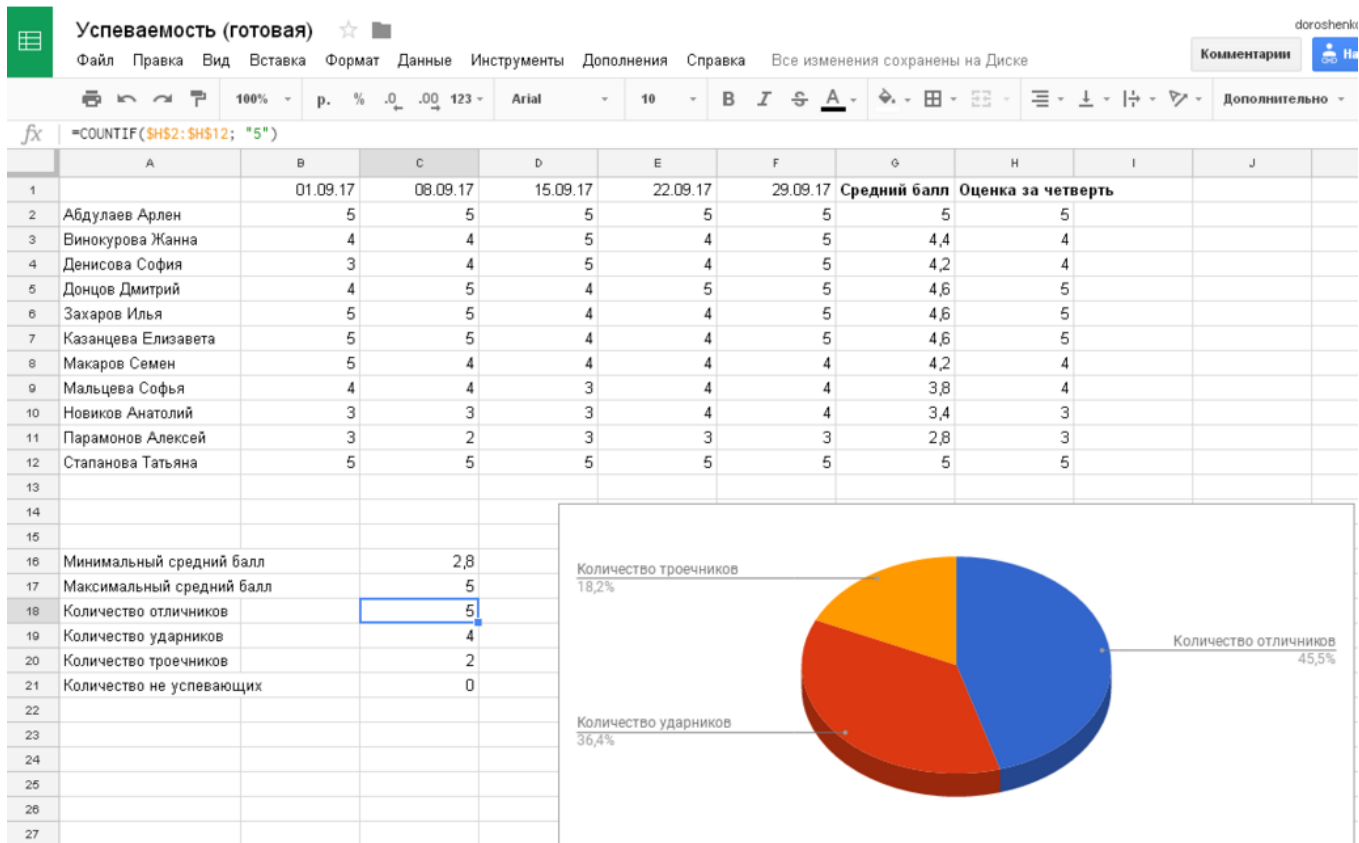 Успеваемость (готовая)
doroshenko
Файл Правка Вид Вставка Формат Данные Инструменты Дополнения Справка Все изменения сохранены на Диске
Комментарии На
100% р. % .0 .00 123 Arial 10 B I S A Дополнительно
fx =COUNTIF($H$2:$H$12; "5")
A B C D E F G H I J
1 01.09.17 08.09.17 15.09.17 22.09.17 29.09.17 Средний балл Оценка за четверть
2 Абдулаев Арлен 5 5 5 5 5 5 5
3 Винокурова Жанна 4 4 5 4 5 4,4 4
4 Денисова София 3 4 5 4 5 4,2 4
5 Донцов Дмитрий 4 5 4 5 5 4,6 5
6 Захаров Илья 5 5 4 4 5 4,6 5
7 Казанцева Елизавета 5 5 4 4 5 4,6 5
8 Макаров Семен 5 4 4 4 4 4,2 4
9 Мальцева Софья 4 4 3 4 4 3,8 4
10 Новиков Анатолий 3 3 3 4 4 3,4 3
11 Парамонов Алексей 3 2 3 3 3 2,8 3
12 Стапанова Татьяна 5 5 5 5 5 5 5
13
14
15
16 Минимальный средний балл 2,8
17 Максимальный средний балл 5
18 Количество отличников 5
19 Количество ударников 4
20 Количество троечников 2
21 Количество не успевающих 0
22
23
24
25
26
27
Количество троечников
18,2%
Количество отличников
45,5%
Количество ударников
36,4%